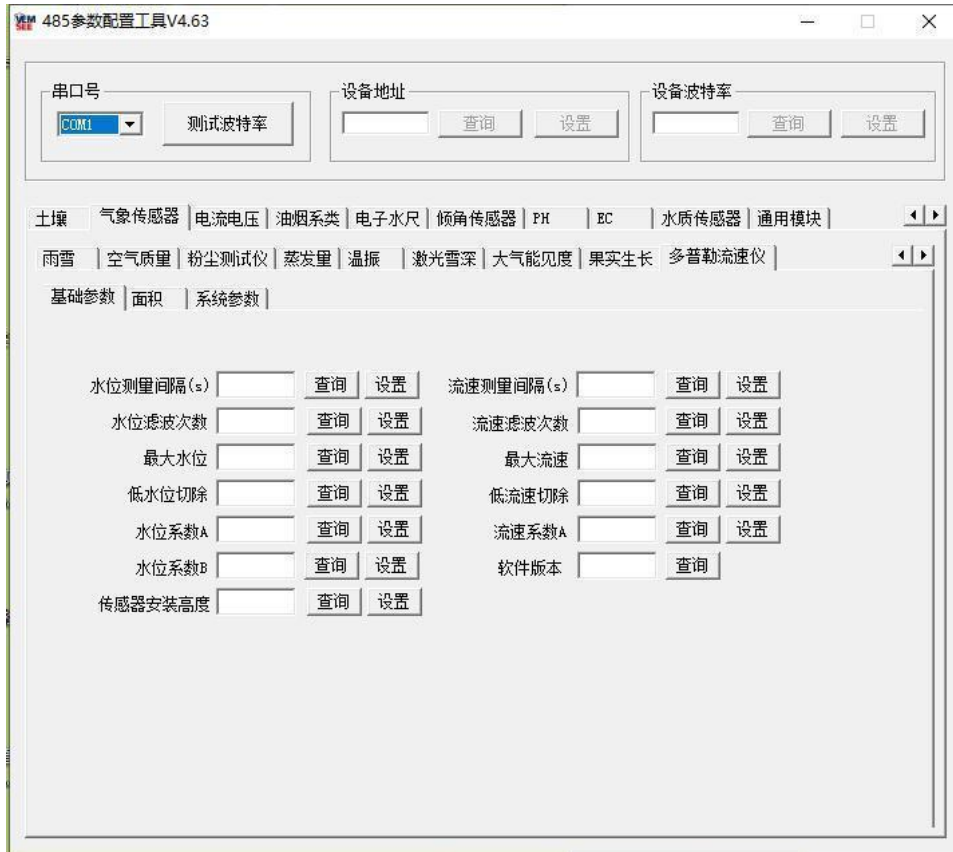 VEM SEE 485参数配置工具V4.63
串口号 设备地址 设备波特率
COM1 测试波特率 查询 设置 查询 设置
土壤 气象传感器 电流电压 油烟系类 电子水尺 倾角传感器 PH EC 水质传感器 通用模块
雨雪 空气质量 粉尘测试仪 蒸发量 温振 激光雪深 大气能见度 果实生长 多普勒流速仪
基础参数 面积 系统参数
水位测量间隔(s) 查询 设置 流速测量间隔(s) 查询 设置
水位滤波次数 查询 设置 流速滤波次数 查询 设置
最大水位 查询 设置 最大流速 查询 设置
低水位切除 查询 设置 低流速切除 查询 设置
水位系数A 查询 设置 流速系数A 查询 设置
水位系数B 查询 设置 软件版本 查询
传感器安装高度 查询 设置